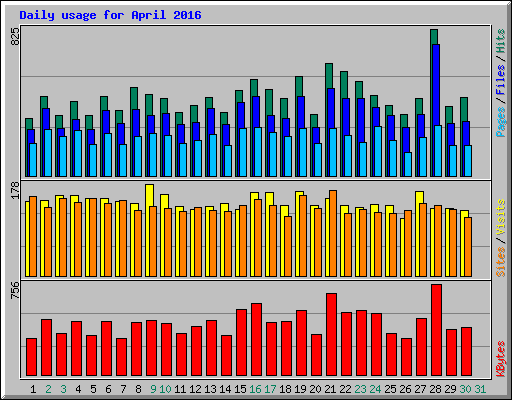 Daily usage for April 2016
825
Pages / Files / Hits
178
Sites / Visits
756
KBytes
1 2 3 4 5 6 7 8 9 10 11 12 13 14 15 16 17 18 19 20 21 22 23 24 25 26 27 28 29 30 31